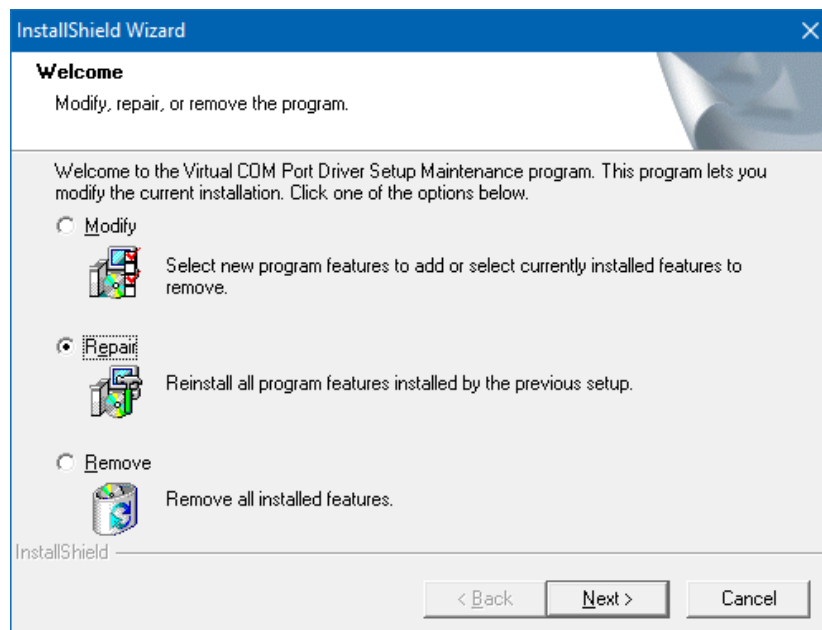 InstallShield Wizard
Welcome
Modify, repair, or remove the program.
Welcome to the Virtual COM Port Driver Setup Maintenance program. This program lets you
modify the current installation. Click one of the options below.
Modify
Select new program features to add or select currently installed features to
remove.
Repair
Reinstall all program features installed by the previous setup.
Remove
Remove all installed features.
InstallShield
< Back
Next >
Cancel